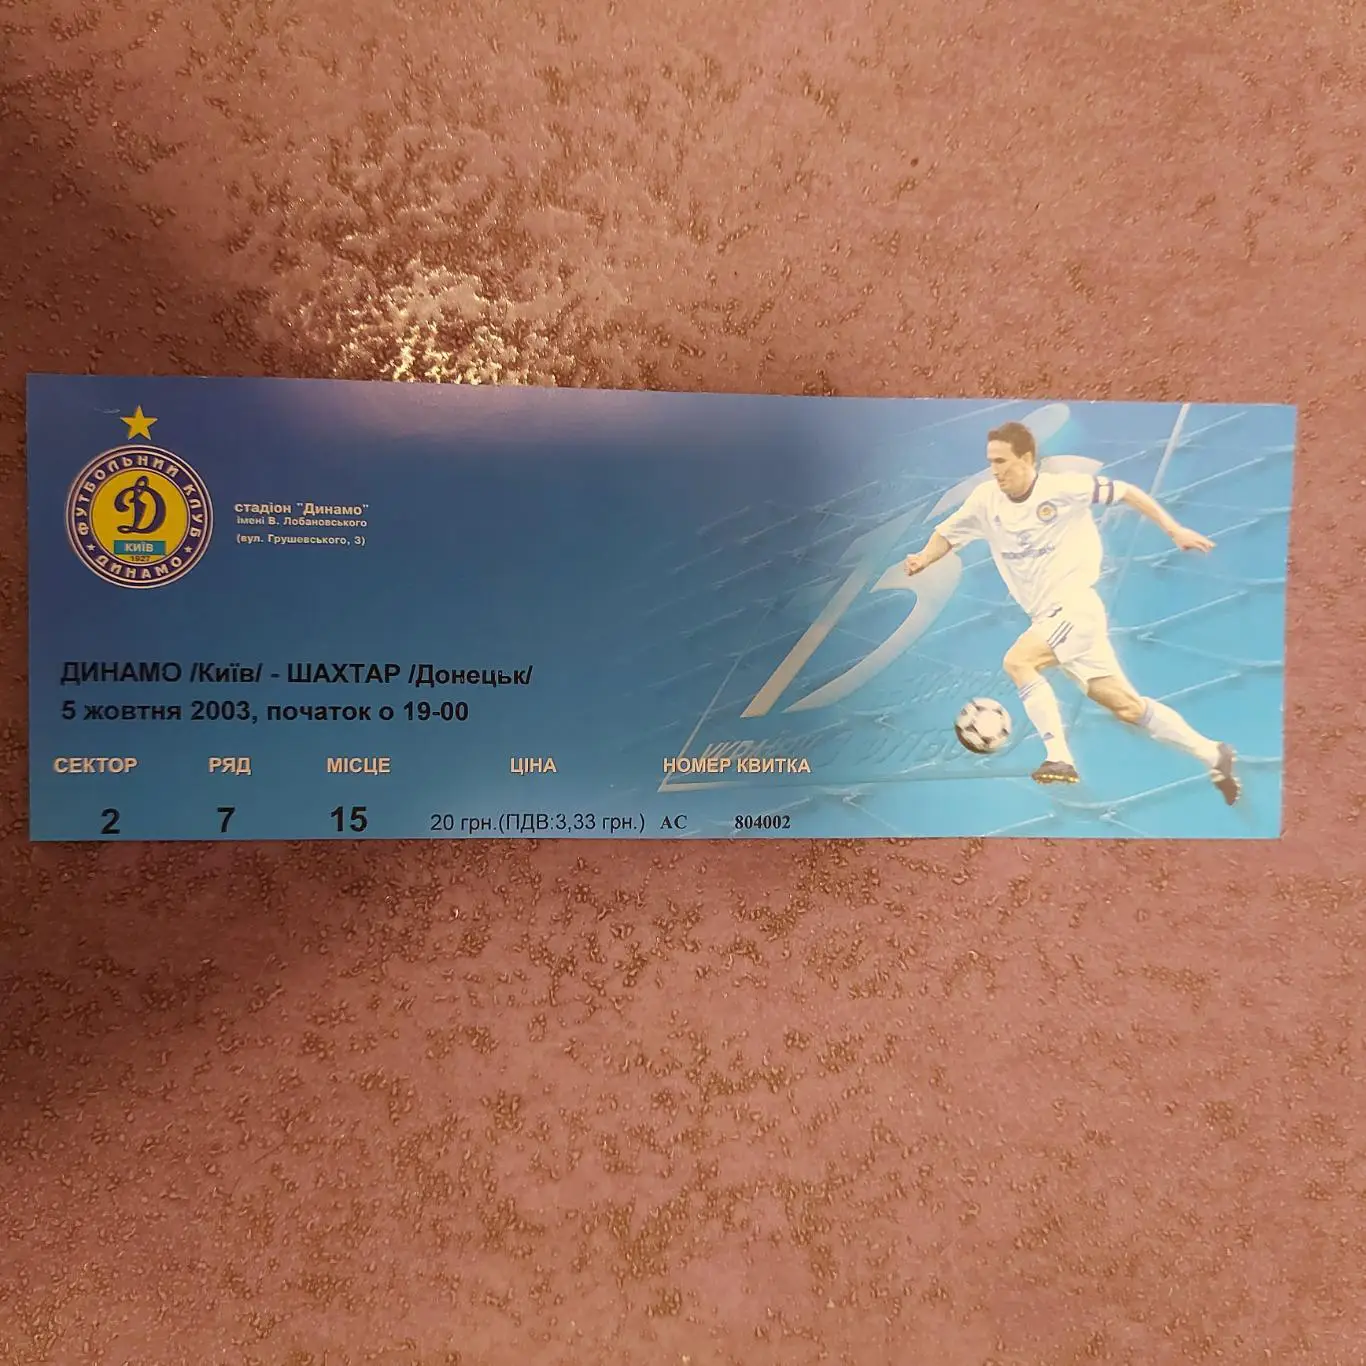 ФУТБОЛЬНИЙ КЛУБ
Д
КИЇВ
1927
ДИНАМО
стадіон "Динамо"
імені В. Лобановського
(вул. Грушевського, 3)
ДИНАМО /Київ/ - ШАХТАР /Донецьк/
5 жовтня 2003, початок о 19-00
СЕКТОР РЯД МІСЦЕ ЦІНА НОМЕР КВИТКА
2 7 15 20 грн.(ПДВ:3,33 грн.) АС 804002